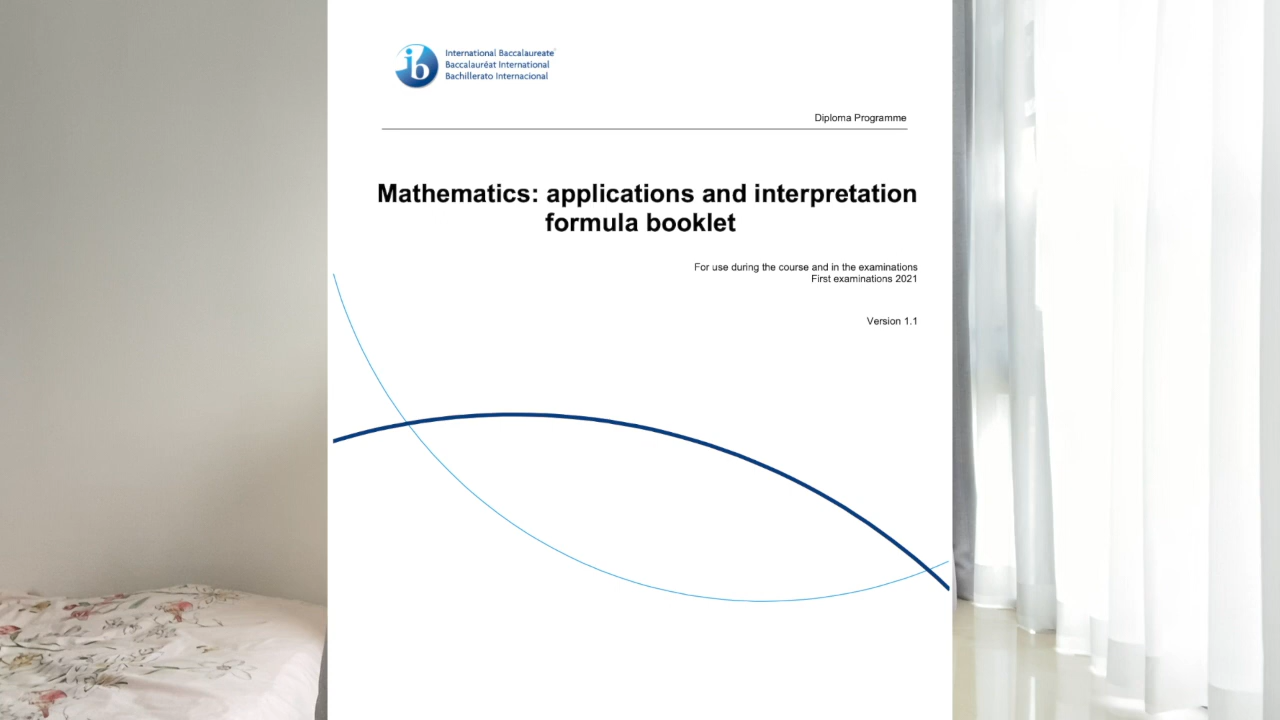 International Baccalaureate
Baccalauréat International
Bachillerato Internacional
Diploma Programme
Mathematics: applications and interpretation
formula booklet
For use during the course and in the examinations
First examinations 2021
Version 1.1